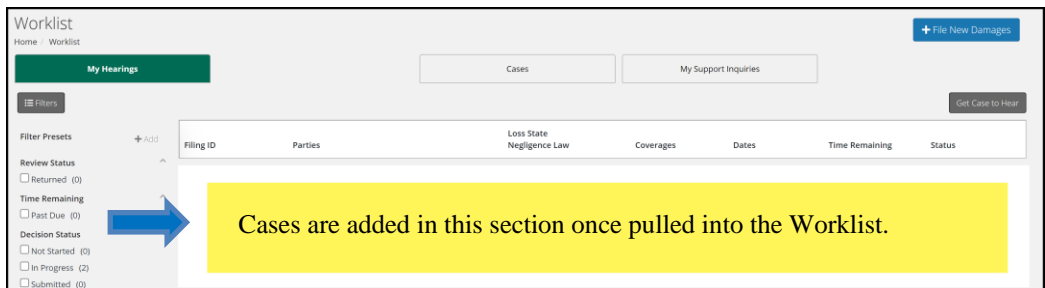 Worklist
Home / Worklist
+ File New Damages
My Hearings
Cases
My Support Inquiries
Filters
Get Case to Hear
Filter Presets
+ Add
Filing ID
Parties
Loss State
Negligence Law
Coverages
Dates
Time Remaining
Status
Review Status
Returned (0)
Time Remaining
Past Due (0)
Decision Status
Not Started (0)
In Progress (2)
Submitted (0)
Cases are added in this section once pulled into the Worklist.